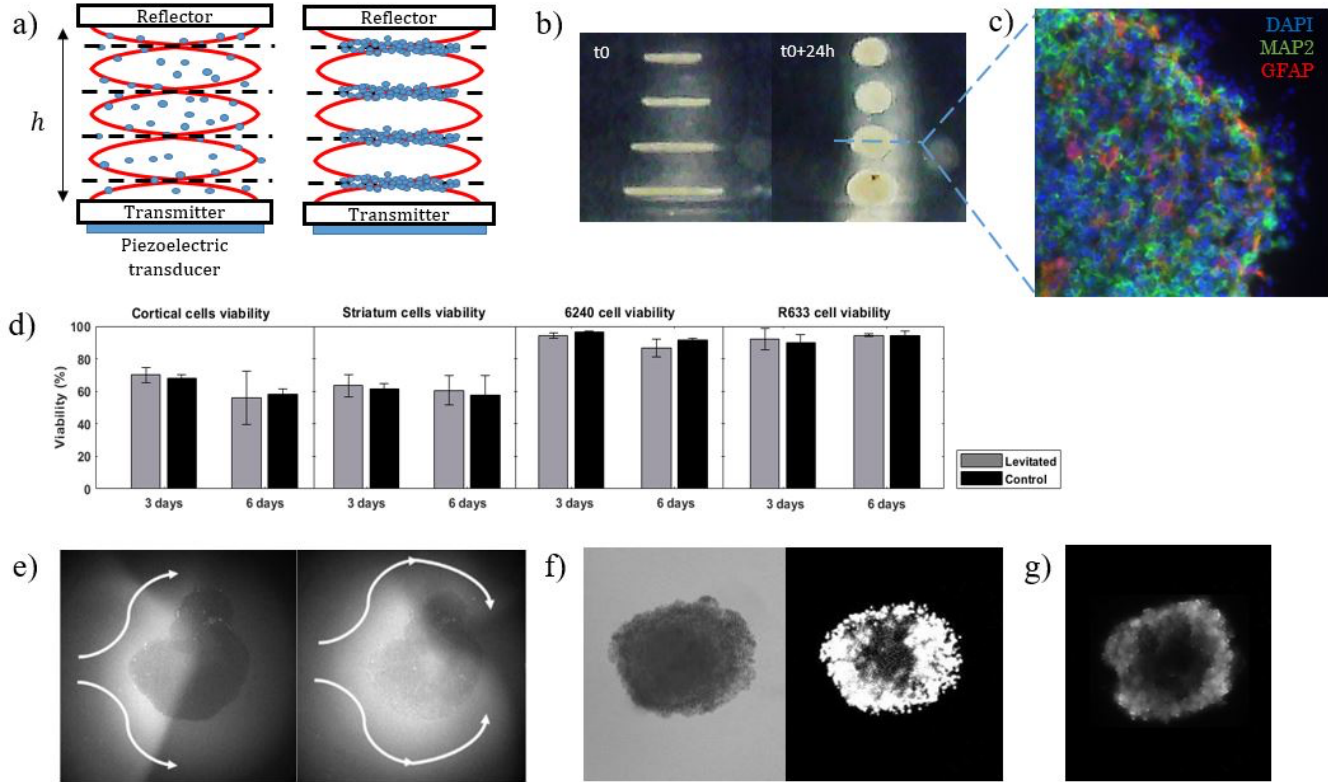 a)
Reflector
Reflector
h
Transmitter
Transmitter
Piezoelectric
transducer
b)
t0
t0+24h
c)
DAPI
MAP2
GFAP
d)
Cortical cells viability
Striatum cells viability
6240 cell viability
R633 cell viability
Viability (%)
100
80
60
40
20
0
3 days
6 days
3 days
6 days
3 days
6 days
3 days
6 days
Levitated
Control
e)
f)
g)